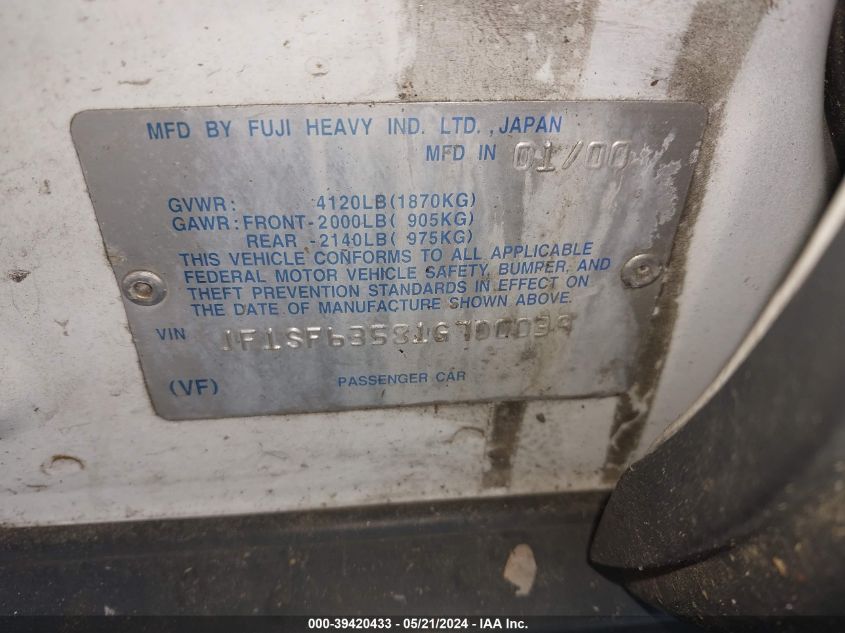 MFD BY FUJI HEAVY IND. LTD., JAPAN
MFD IN 01/00
GVWR: 4120LB(1870KG)
GAWR:FRONT-2000LB( 905KG)
REAR -2140LB( 975KG)
THIS VEHICLE CONFORMS TO ALL APPLICABLE
FEDERAL MOTOR VEHICLE SAFETY, BUMPER, AND
THEFT PREVENTION STANDARDS IN EFFECT ON
THE DATE OF MANUFACTURE SHOWN ABOVE.
VIN JF1SF63581G700039
(VF) PASSENGER CAR
000-39420433 - 05/21/2024 - IAA Inc.